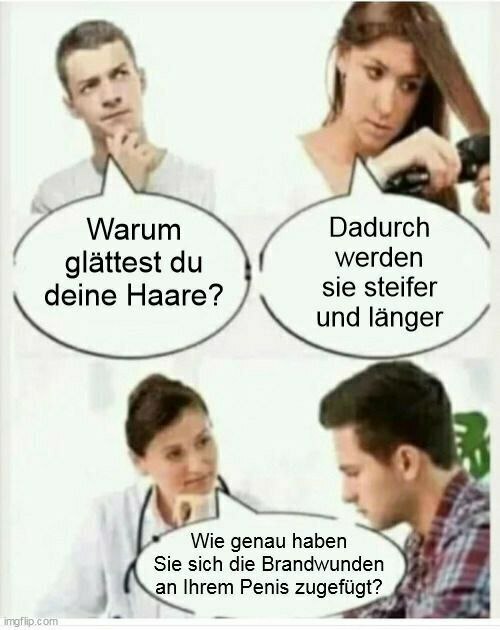 Warum
glättest du
deine Haare?
Dadurch
werden
sie steifer
und länger
Wie genau haben
Sie sich die Brandwunden
an Ihrem Penis zugefügt?
imgflip.com